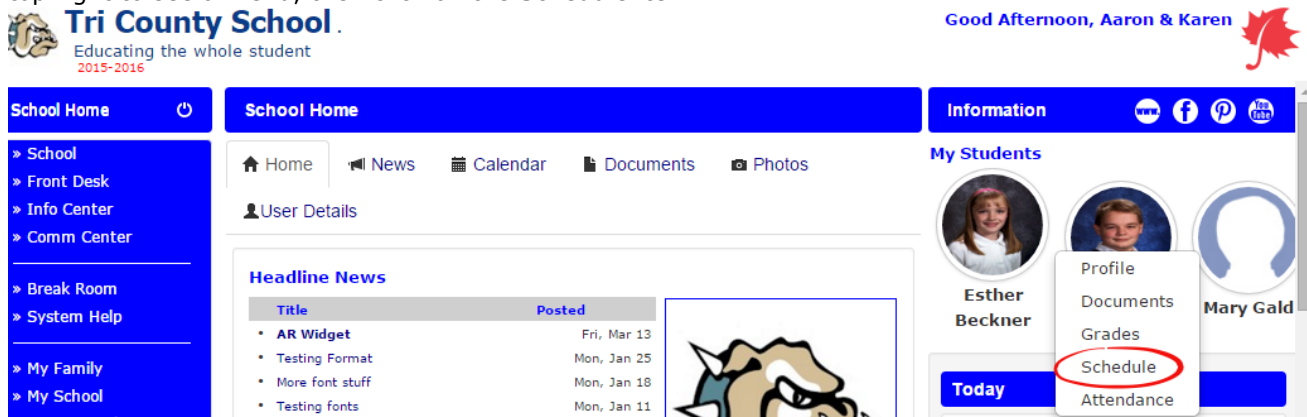 Tri County School .
Educating the whole student
2015-2016
Good Afternoon, Aaron & Karen
School Home
» School
» Front Desk
» Info Center
» Comm Center
» Break Room
» System Help
» My Family
» My School
School Home
Home
News
Calendar
Documents
Photos
User Details
Headline News
Title Posted
• AR Widget Fri, Mar 13
• Testing Format Mon, Jan 25
• More font stuff Mon, Jan 18
• Testing fonts Mon, Jan 11
Information
www.
You Tube
My Students
Esther
Beckner
Mary Gald
Profile
Documents
Grades
Schedule
Attendance
Today